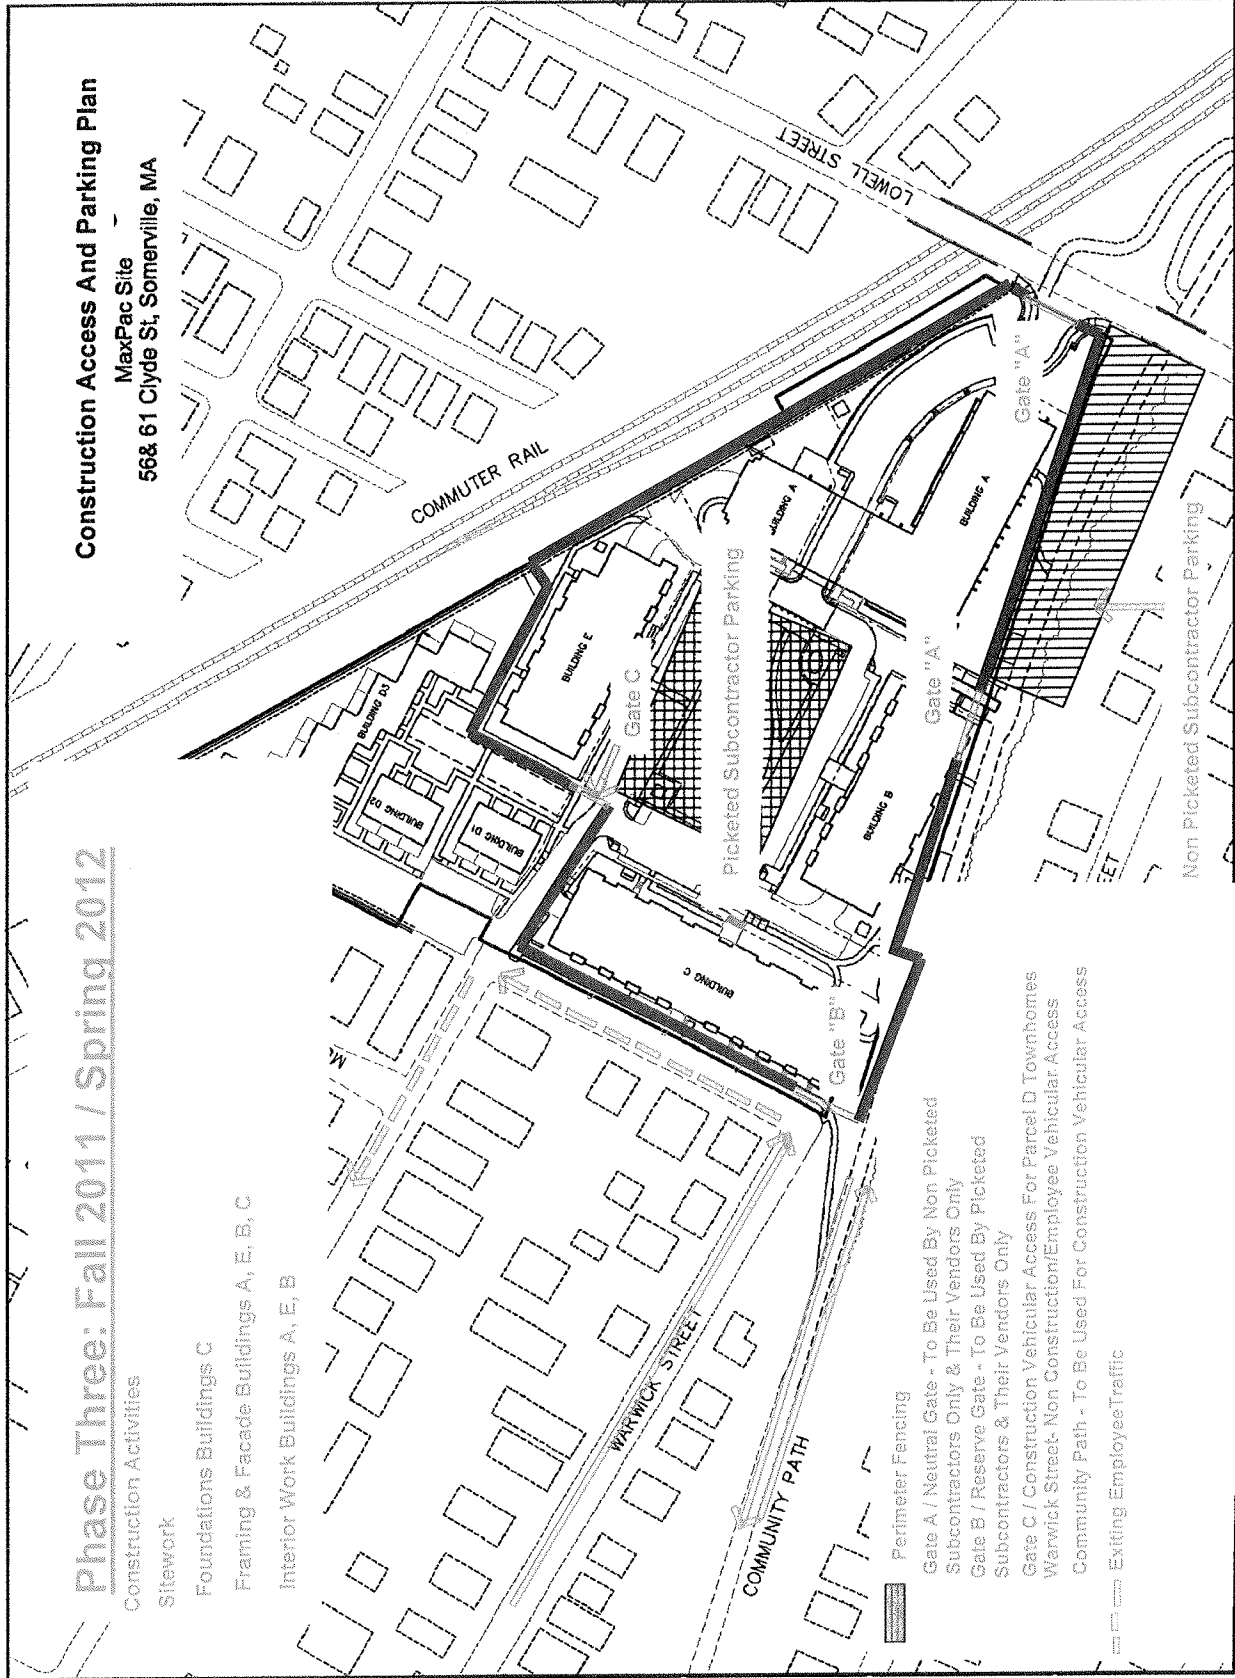 Construction Access And Parking Plan
MaxPac Site
56& 61 Clyde St, Somerville, MA
Phase Three: Fall 2011 / Spring 2012
Construction Activities
Sitework
Foundations Buildings C
Framing & Facade Buildings A, E, B, C
Interior Work Buildings A, E, B
COMMUTER RAIL
LOWELL STREET
BUILDING D3
BUILDING D2
BUILDING D1
BUILDING E
Gate C
Picketed Subcontractor Parking
BUILDING A
BUILDING A
Gate "A"
Gate "A"
BUILDING B
BUILDING C
Gate "B"
Non Picketed Subcontractor Parking
WARWICK STREET
COMMUNITY PATH
Perimeter Fencing
Gate A / Neutral Gate - To Be Used By Non Picketed
Subcontractors Only & Their Vendors Only
Gate B / Reserve Gate - To Be Used By Picketed
Subcontractors & Their Vendors Only
Gate C / Construction Vehicular Access For Parcel D Townhomes
Warwick Street- Non Construction/Employee Vehicular Access
Community Path - To Be Used For Construction Vehicular Access
Exiting EmployeeTraffic